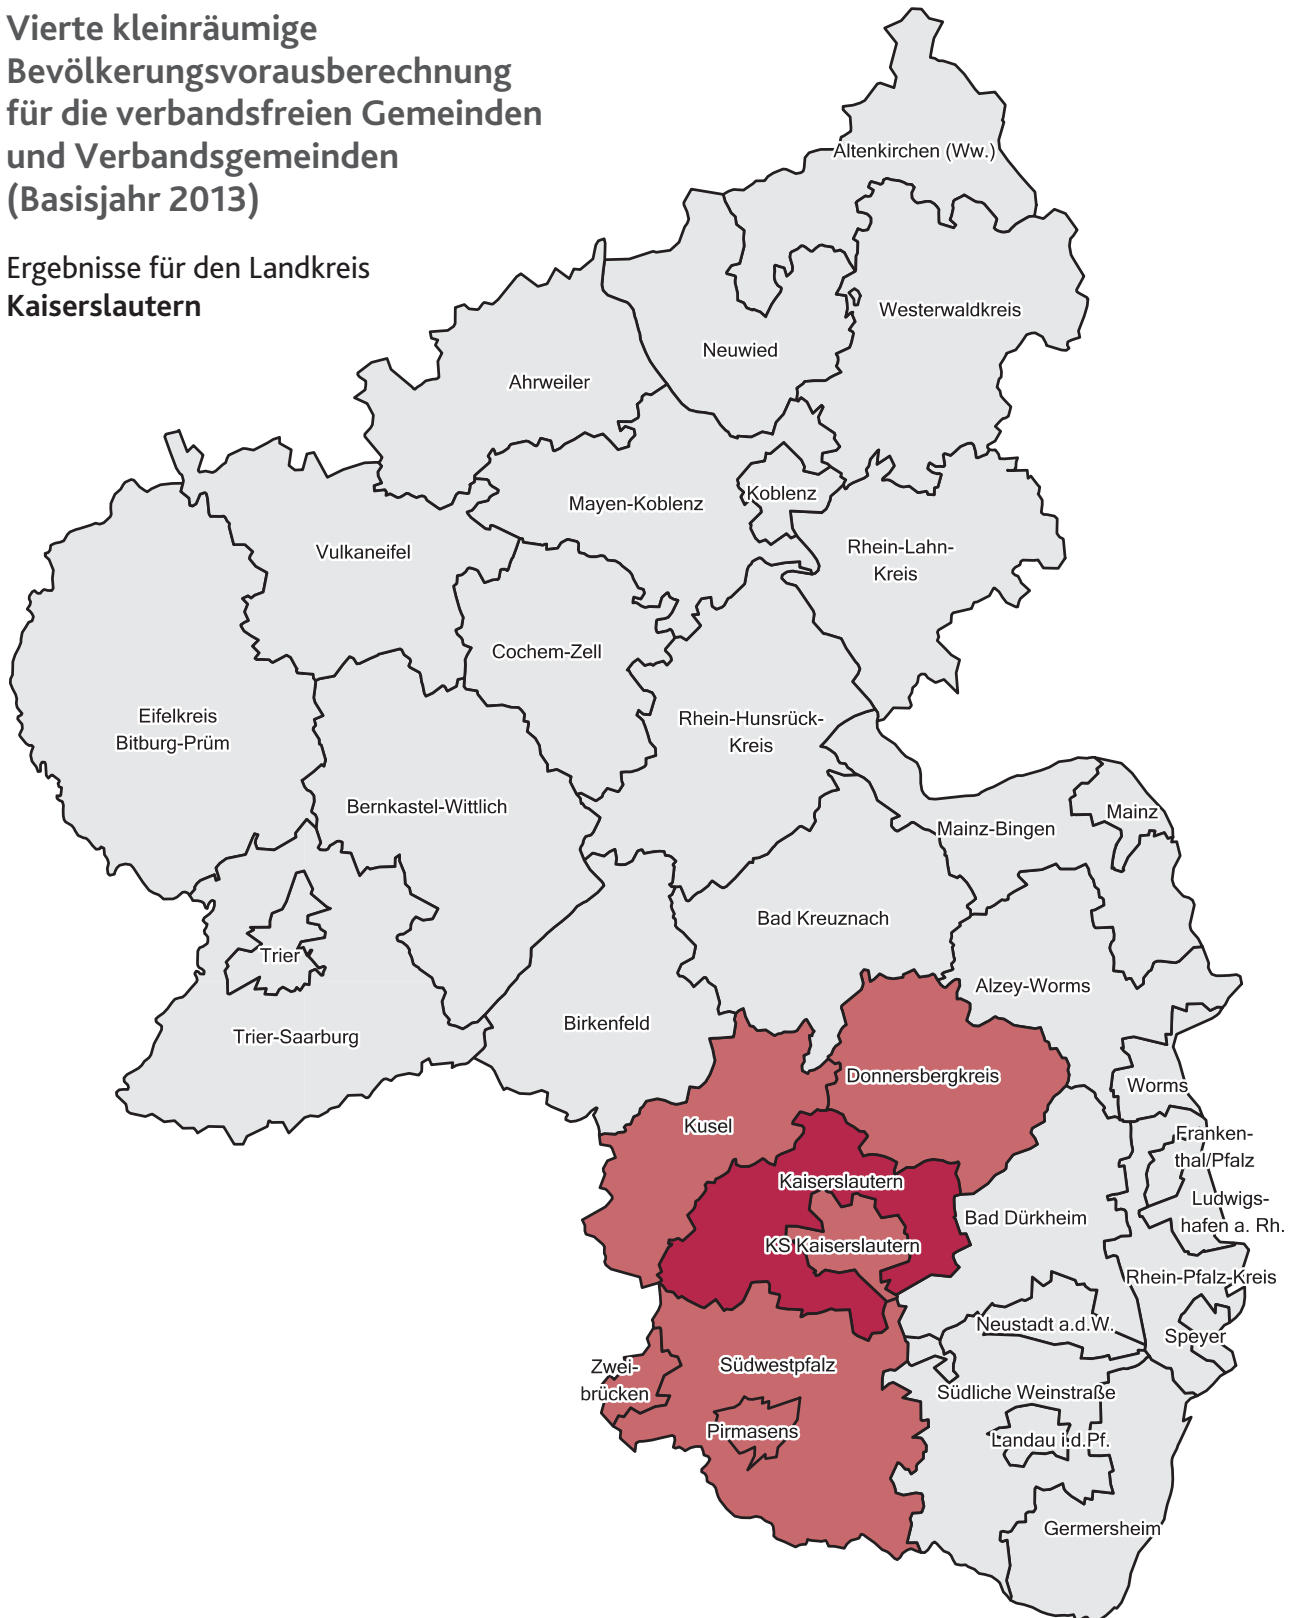 Vierte kleinräumige
Bevölkerungsvorausberechnung
für die verbandsfreien Gemeinden
und Verbandsgemeinden
(Basisjahr 2013)
Ergebnisse für den Landkreis
Kaiserslautern
Altenkirchen (Ww.)
Westerwaldkreis
Neuwied
Ahrweiler
Koblenz
Mayen-Koblenz
Vulkaneifel
Rhein-Lahn-
Kreis
Cochem-Zell
Eifelkreis
Bitburg-Prüm
Rhein-Hunsrück-
Kreis
Bernkastel-Wittlich
Mainz
Mainz-Bingen
Bad Kreuznach
Trier
Alzey-Worms
Birkenfeld
Trier-Saarburg
Donnersbergkreis
Worms
Kusel
Franken-
thal/Pfalz
Kaiserslautern
Ludwigs-
hafen a. Rh.
Bad Dürkheim
KS Kaiserslautern
Rhein-Pfalz-Kreis
Neustadt a.d.W.
Speyer
Zwei-
brücken
Südwestpfalz
Südliche Weinstraße
Pirmasens
Landau i.d.Pf.
Germersheim